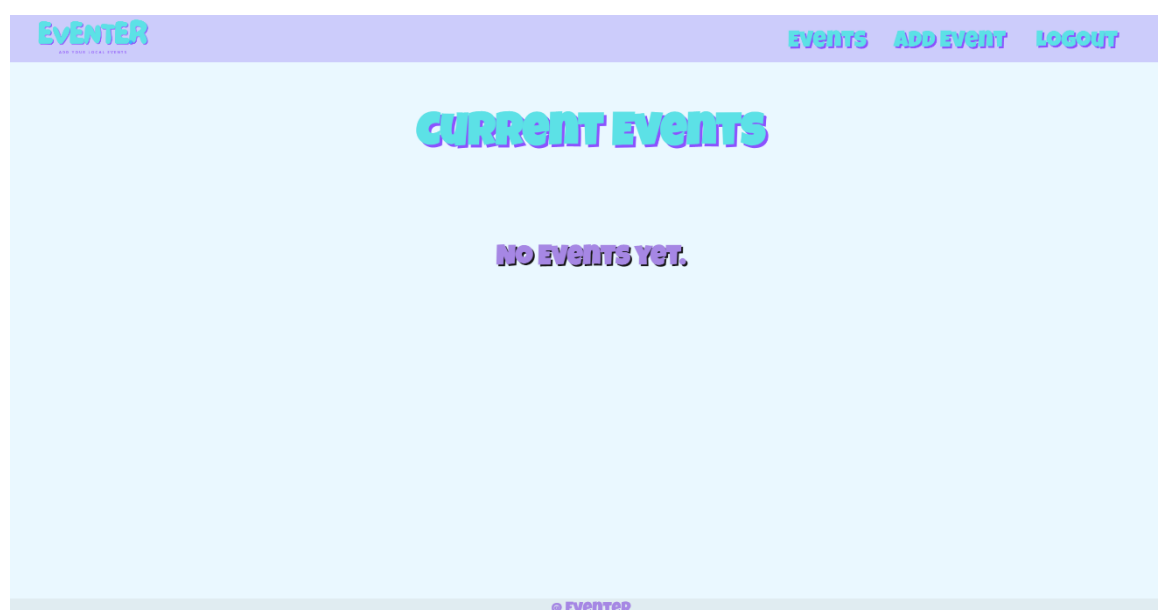 EVENTER
Events Add Event Logout
Current Events
No Events yet.
@ Eventer